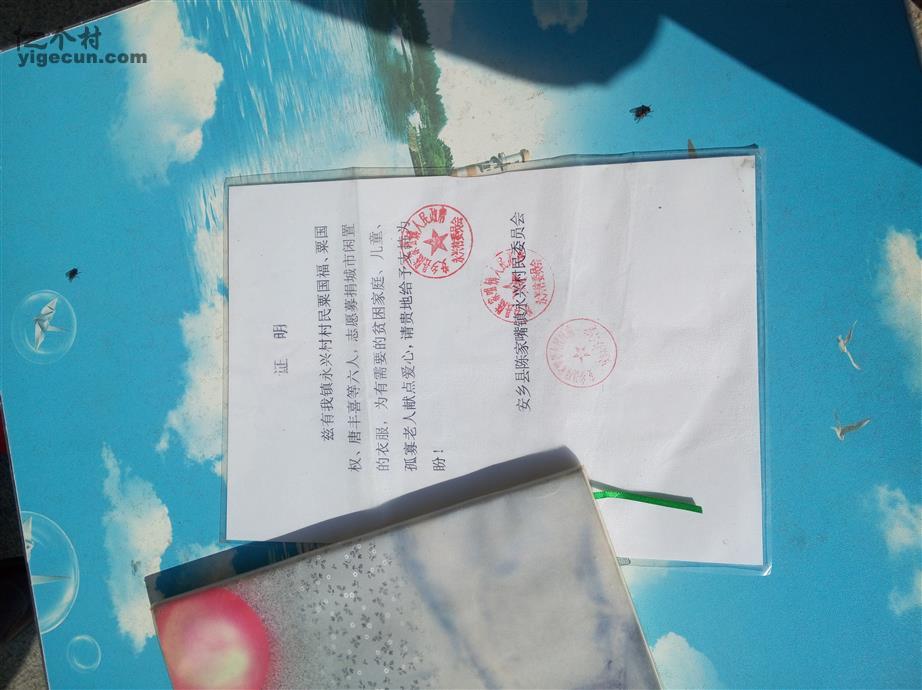 亿个村
yigecun.com
证 明
兹有我镇永兴村村民粟国福、粟国
权、唐丰喜等六人，志愿募捐城市闲置
的衣服，为有需要的贫困家庭、儿童、
孤寡老人献点爱心，请贵地给予支持为
盼！
安乡县陈家嘴镇永兴村村民委员会